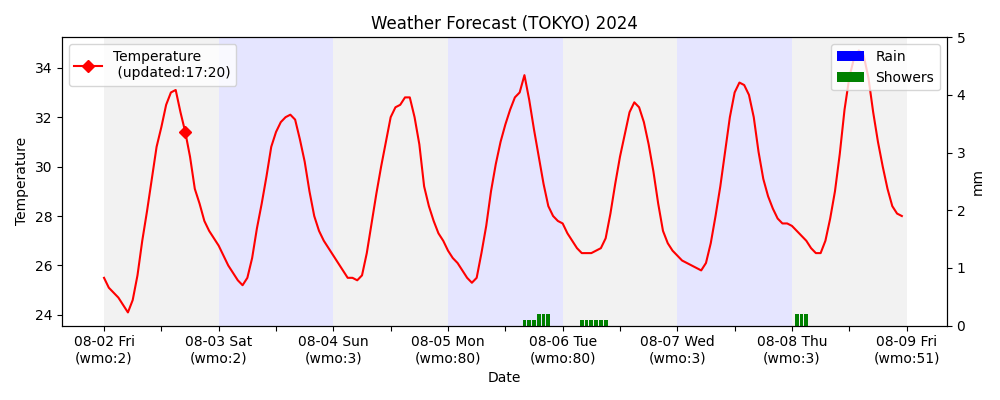 Weather Forecast (TOKYO) 2024
Temperature
(updated:17:20)
Rain
Showers
Temperature
34
32
30
28
26
24
5
4
3
2
1
0
mm
08-02 Fri
(wmo:2)
08-03 Sat
(wmo:2)
08-04 Sun
(wmo:3)
08-05 Mon
(wmo:80)
08-06 Tue
(wmo:80)
08-07 Wed
(wmo:3)
08-08 Thu
(wmo:3)
08-09 Fri
(wmo:51)
Date